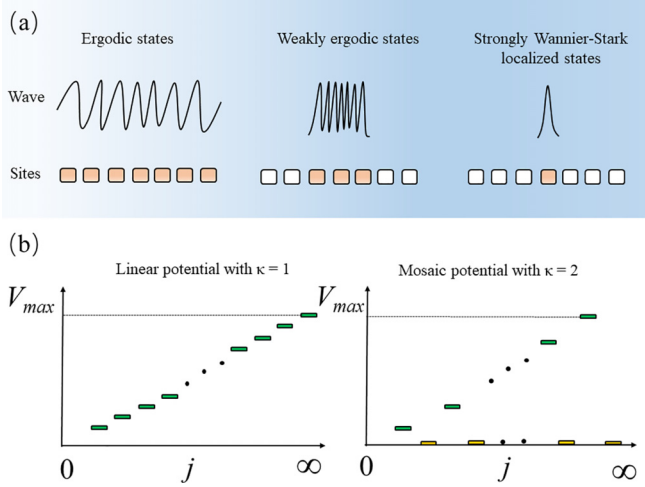 (a)
Ergodic states
Weakly ergodic states
Strongly Wannier-Stark
localized states
Wave
Sites
(b)
Linear potential with κ = 1
Mosaic potential with κ = 2
V_max
V_max
0
j
∞
0
j
∞